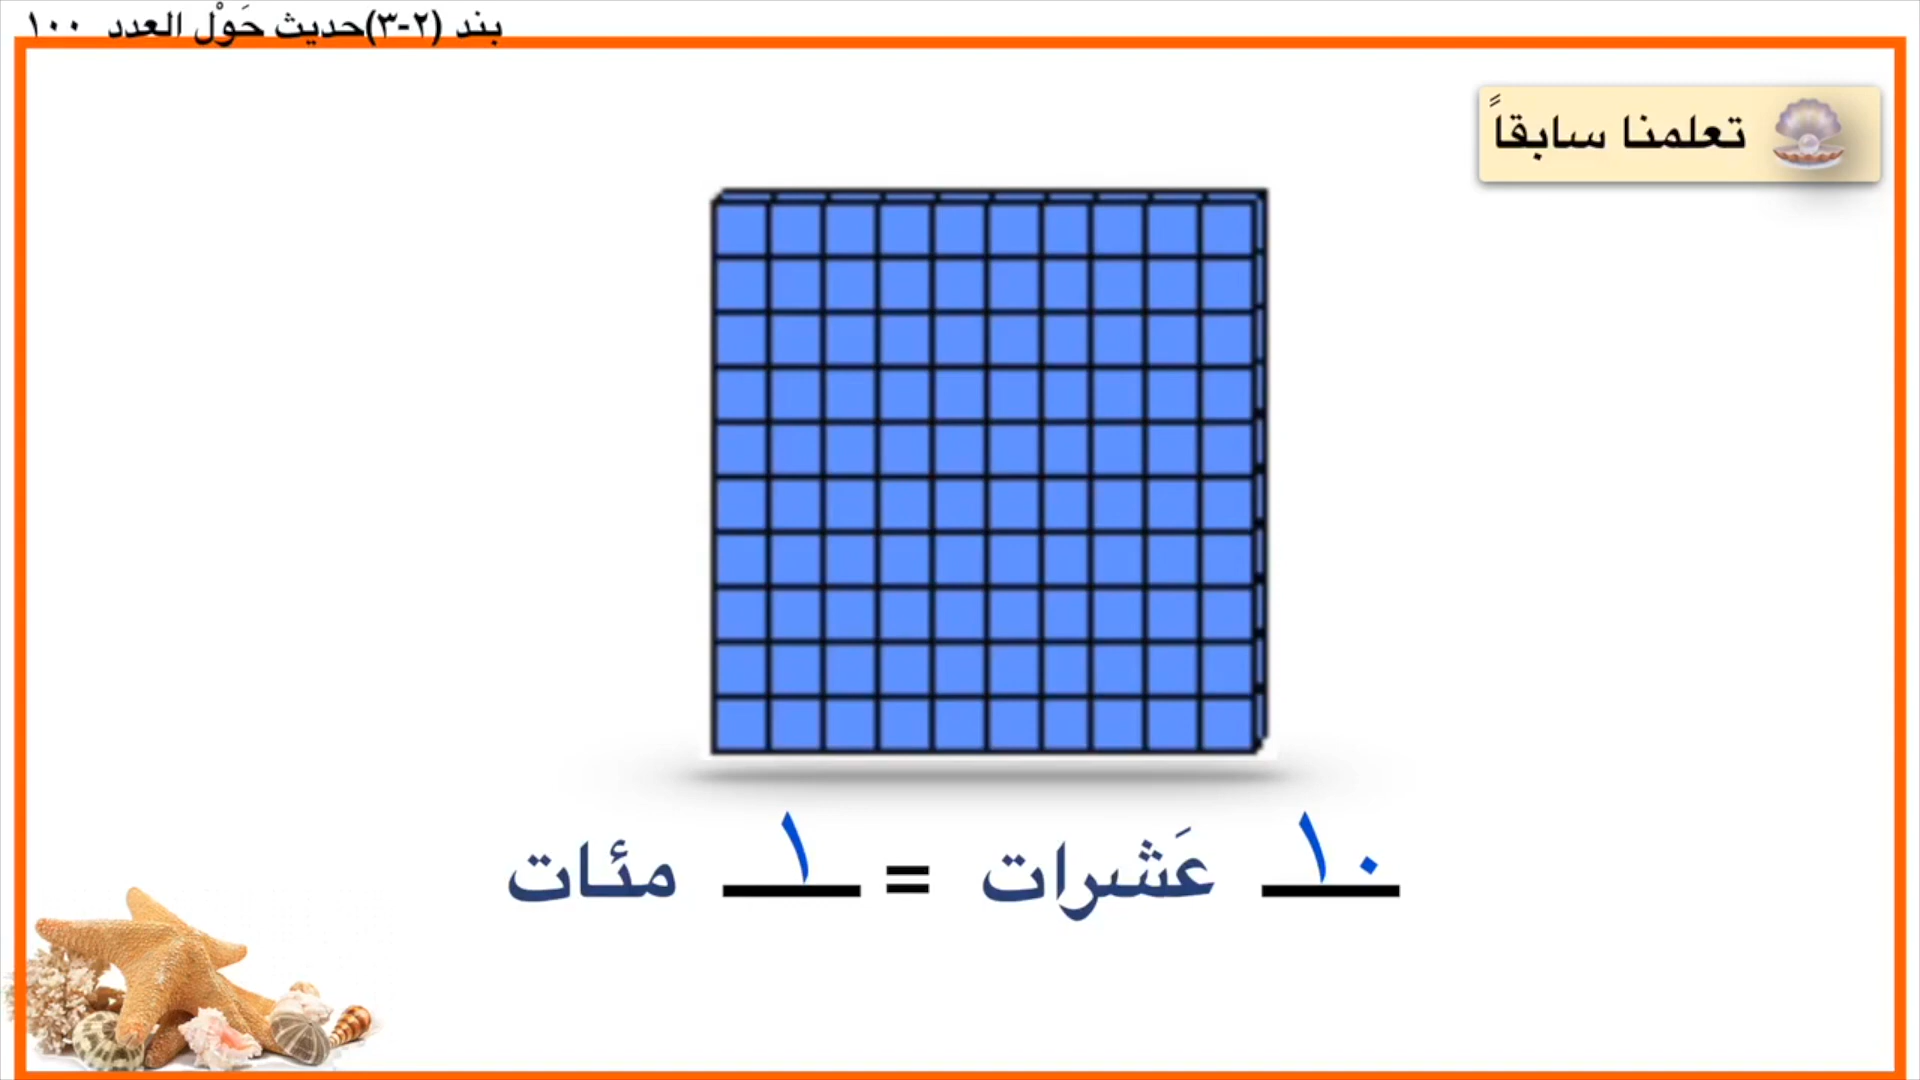 بند (٢-٣)حديث حَوْل العدد ١٠٠
تعلمنا سابقاً
١٠ عَشرات = ١ مئات